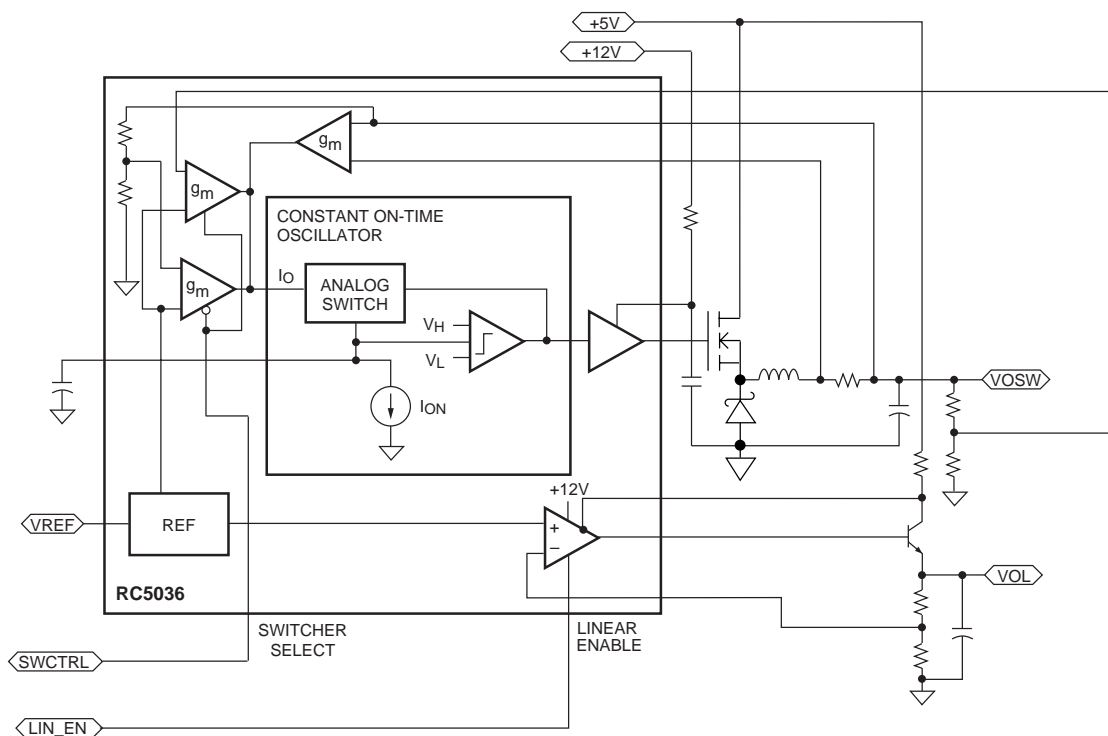 +5V
+12V
gm
gm
CONSTANT ON-TIME
OSCILLATOR
IO
ANALOG
SWITCH
gm
VH
VL
ION
VOSW
+12V
VREF
REF
+
–
RC5036
VOL
SWITCHER
SELECT
LINEAR
ENABLE
SWCTRL
LIN_EN